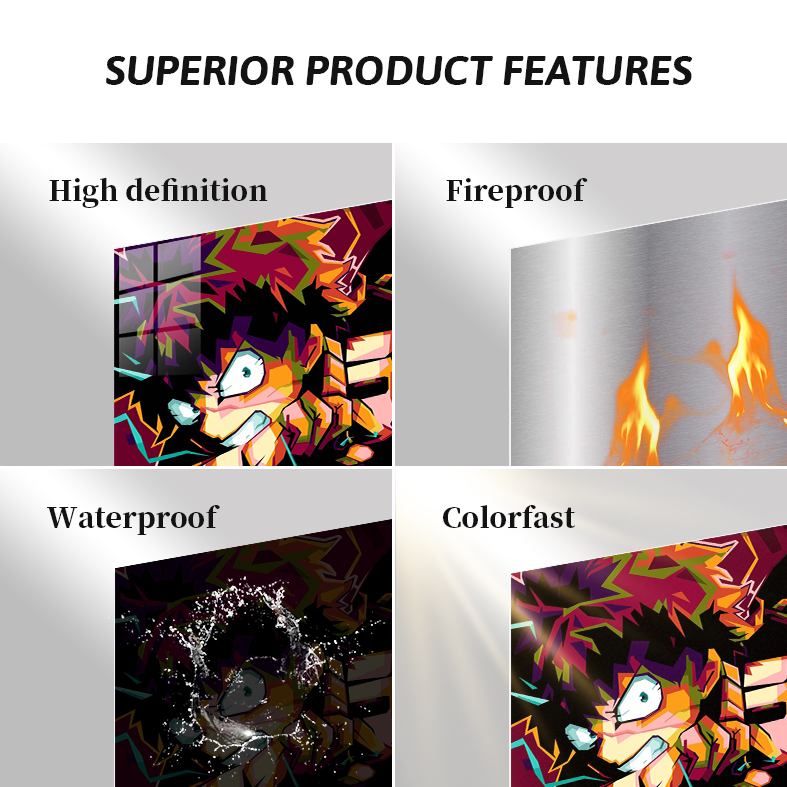 SUPERIOR PRODUCT FEATURES
High definition
Fireproof
Waterproof
Colorfast